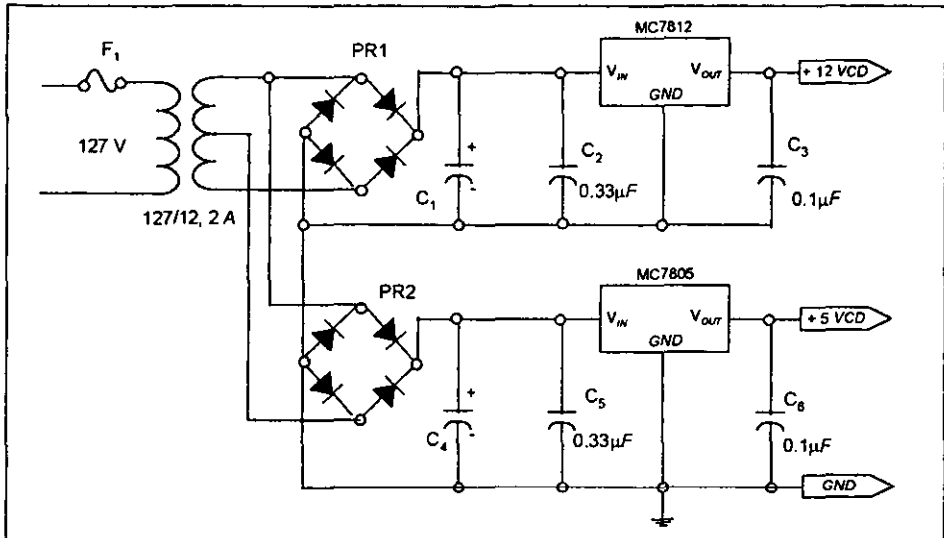 F1
127 V
127/12, 2 A
PR1
MC7812
VIN
VOUT
GND
+ 12 VCD
+
-
C1
C2
0.33µF
C3
0.1µF
PR2
MC7805
VIN
VOUT
GND
+ 5 VCD
+
-
C4
C5
0.33µF
C6
0.1µF
GND